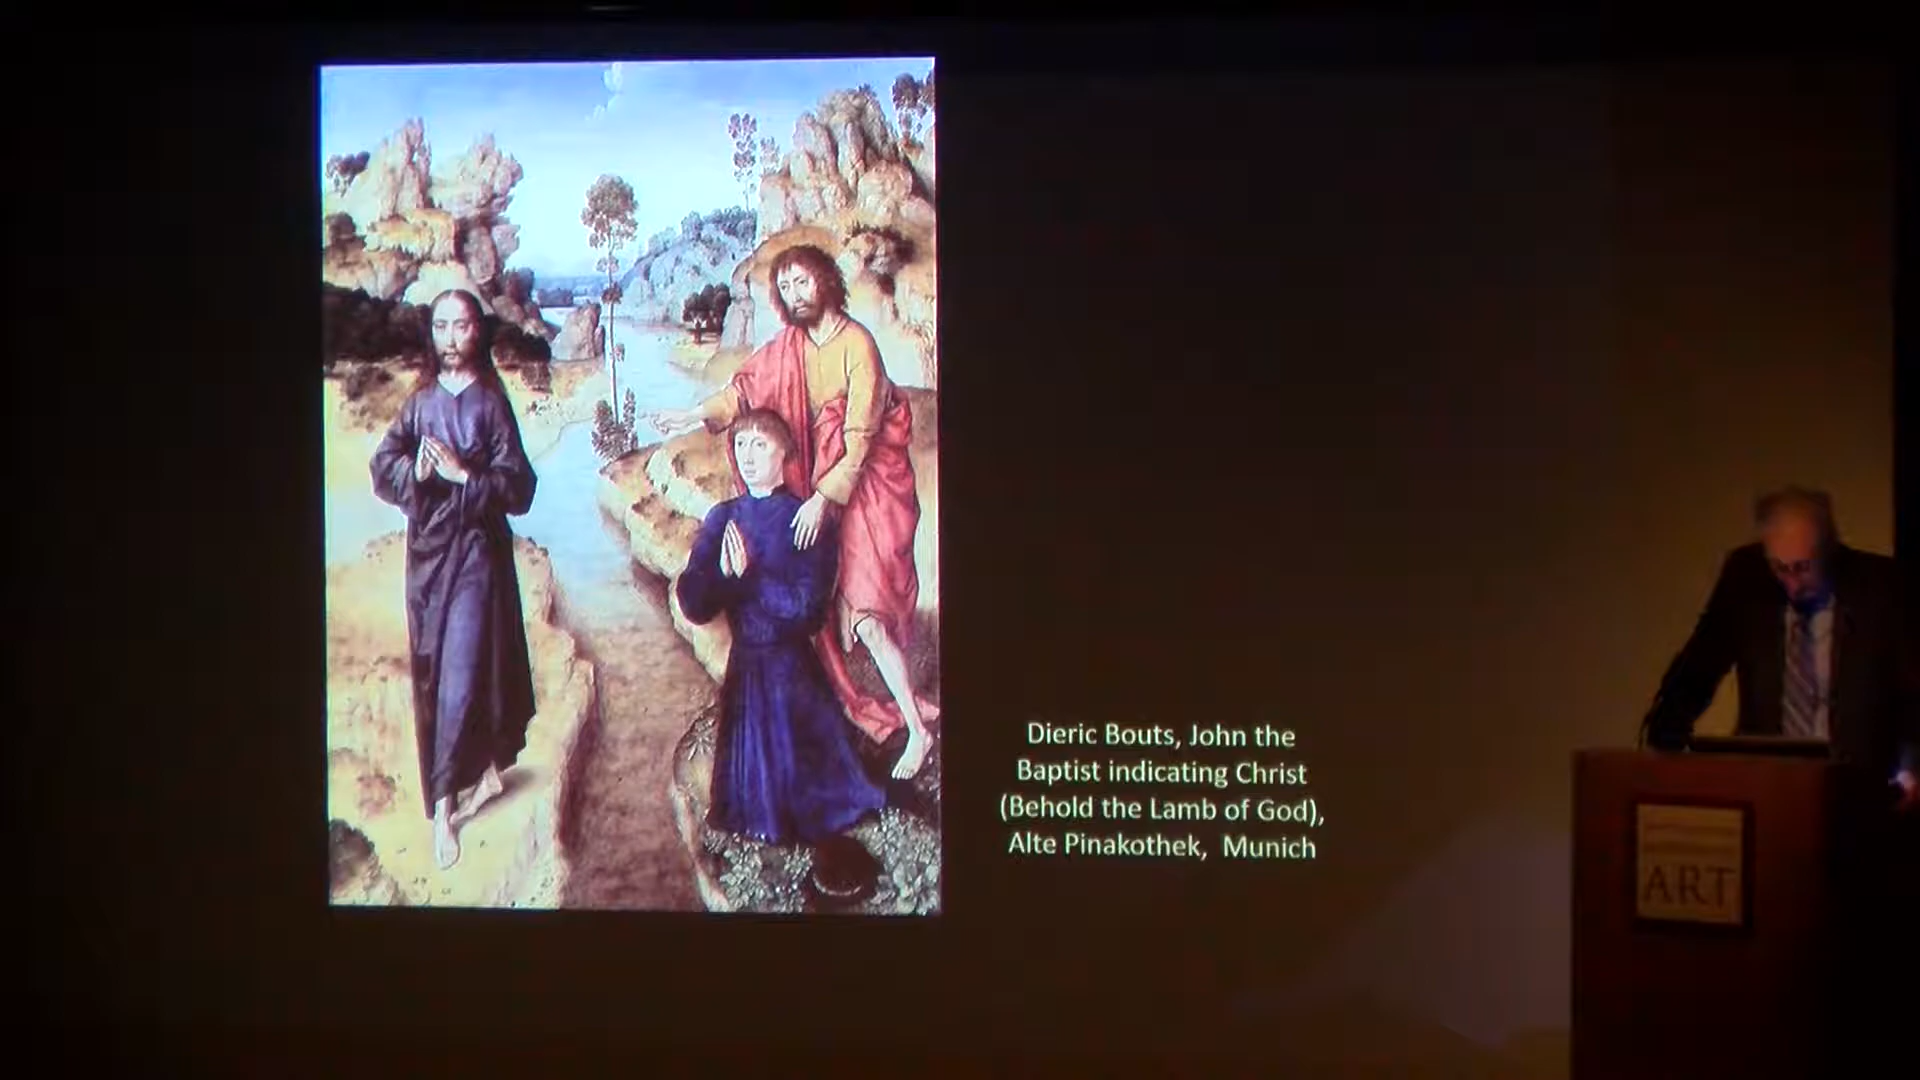 Dieric Bouts, John the
Baptist indicating Christ
(Behold the Lamb of God),
Alte Pinakothek, Munich
ART